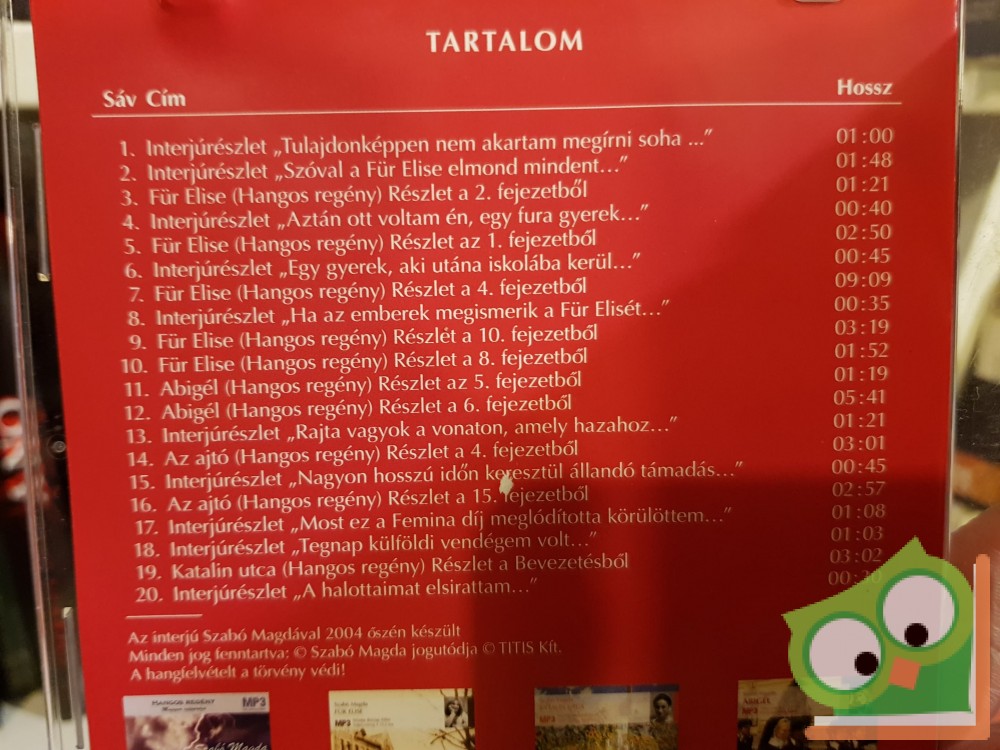 TARTALOM
Sáv Cím Hossz
1. Interjúrészlet „Tulajdonképpen nem akartam megírni soha ...” 01:00
2. Interjúrészlet „Szóval a Für Elise elmond mindent...” 01:48
3. Für Elise (Hangos regény) Részlet a 2. fejezetből 01:21
4. Interjúrészlet „Aztán ott voltam én, egy fura gyerek...” 00:40
5. Für Elise (Hangos regény) Részlet az 1. fejezetből 02:50
6. Interjúrészlet „Egy gyerek, aki utána iskolába kerül...” 00:45
7. Für Elise (Hangos regény) Részlet a 4. fejezetből 09:09
8. Interjúrészlet „Ha az emberek megismerik a Für Elisét...” 00:35
9. Für Elise (Hangos regény) Részlet a 10. fejezetből 03:19
10. Für Elise (Hangos regény) Részlet a 8. fejezetből 01:52
11. Abigél (Hangos regény) Részlet az 5. fejezetből 01:19
12. Abigél (Hangos regény) Részlet a 6. fejezetből 05:41
13. Interjúrészlet „Rajta vagyok a vonaton, amely hazahoz...” 01:21
14. Az ajtó (Hangos regény) Részlet a 4. fejezetből 03:01
15. Interjúrészlet „Nagyon hosszú időn keresztül állandó támadás...” 00:45
16. Az ajtó (Hangos regény) Részlet a 15. fejezetből 02:57
17. Interjúrészlet „Most ez a Femina díj meglódította körülöttem...” 01:08
18. Interjúrészlet „Tegnap külföldi vendégem volt...” 01:03
19. Katalin utca (Hangos regény) Részlet a Bevezetésből 03:02
20. Interjúrészlet „A halottaimat elsirattam...”
Az interjú Szabó Magdával 2004 őszén készült
Minden jog fenntartva: © Szabó Magda jogutódja © TITIS Kft.
A hangfelvételt a törvény védi!
HANGOS REGÉNY MP3
Szabó Magda
Szabó Magda
FÜR ELISE
MP3
MP3
ABIGÉL